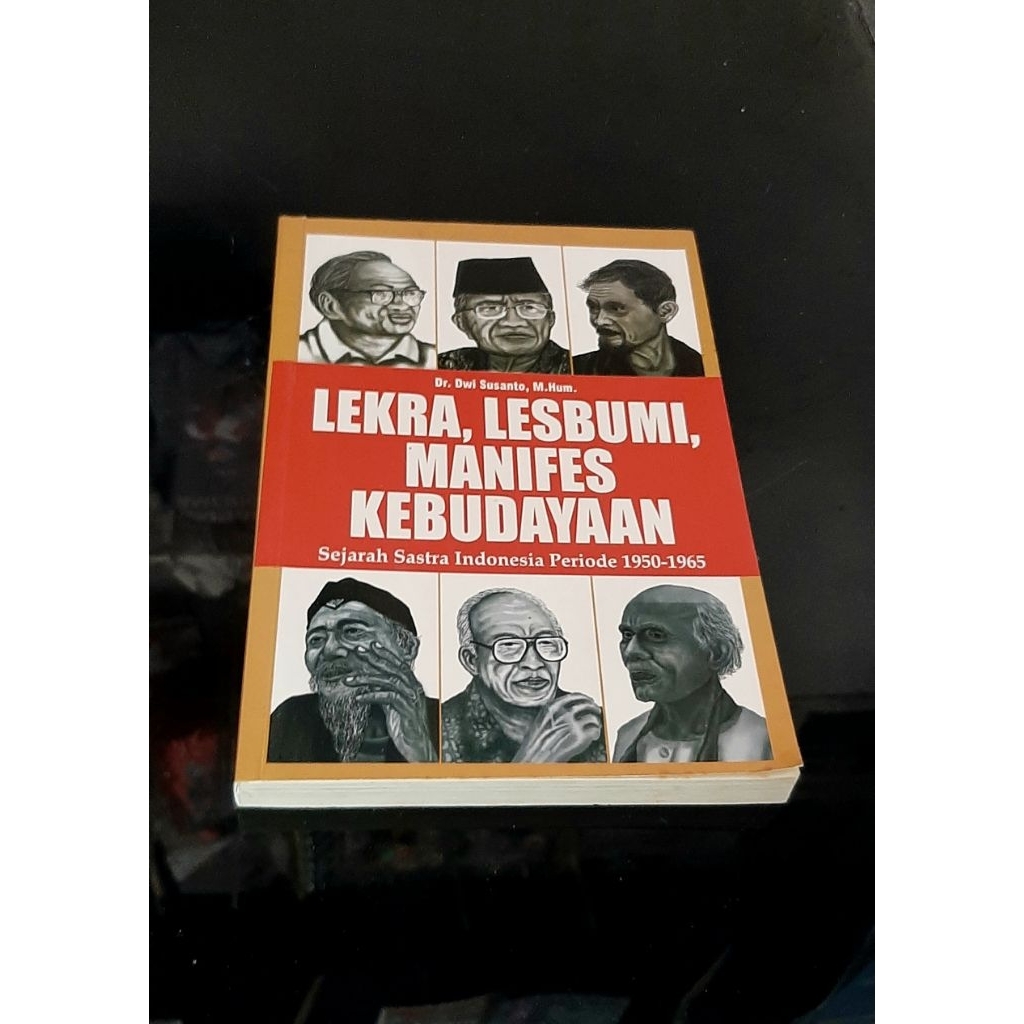 Dr. Dwi Susanto, M.Hum.
LEKRA, LESBUMI,
MANIFES
KEBUDAYAAN
Sejarah Sastra Indonesia Periode 1950-1965